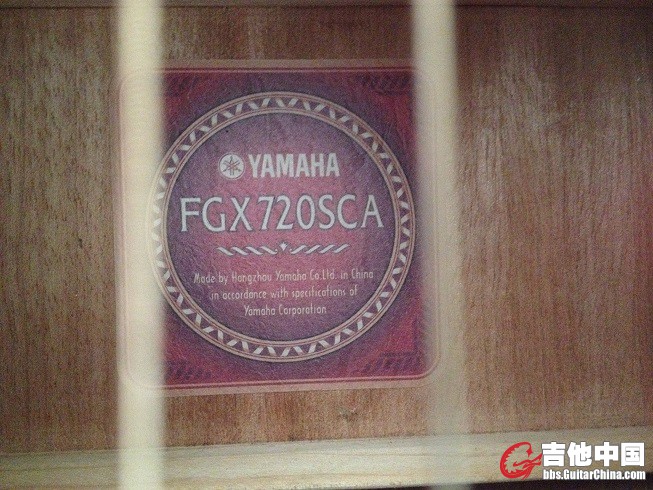 YAMAHA
FGX720SCA
Made by Hangzhou Yamaha Co.Ltd. in China
in accordance with specifications of
Yamaha Corporation
吉他中国
bbs.GuitarChina.com